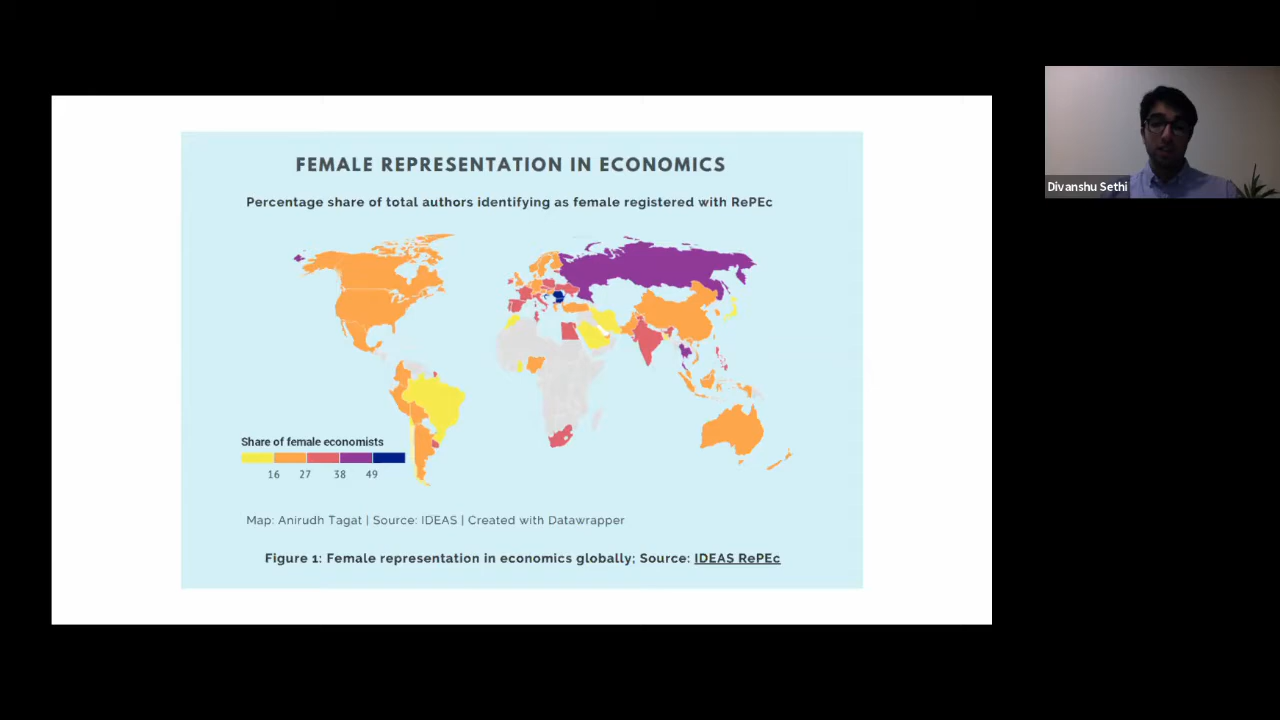 FEMALE REPRESENTATION IN ECONOMICS
Percentage share of total authors identifying as female registered with RePEc
Divanshu Sethi
Share of female economists
16 27 38 49
Map: Anirudh Tagat | Source: IDEAS | Created with Datawrapper
Figure 1: Female representation in economics globally; Source: IDEAS RePEc